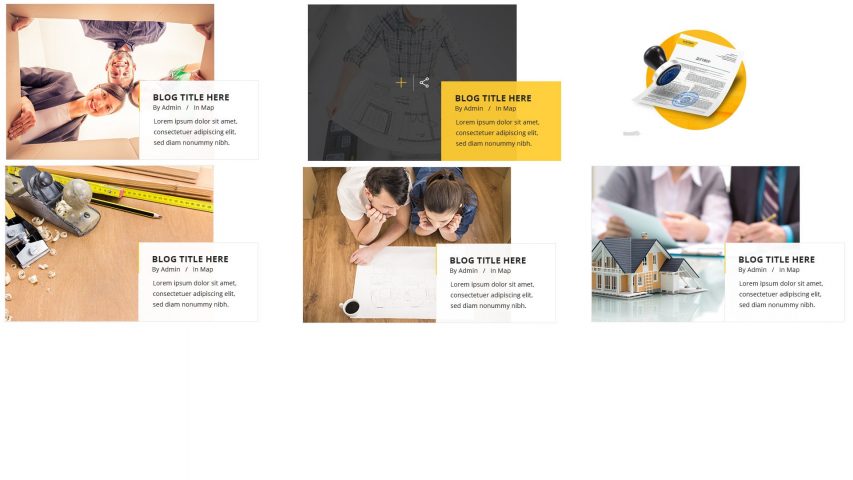 BLOG TITLE HERE
By Admin / In Map
Lorem ipsum dolor sit amet,
consectetuer adipiscing elit,
sed diam nonummy nibh.
BLOG TITLE HERE
By Admin / In Map
Lorem ipsum dolor sit amet,
consectetuer adipiscing elit,
sed diam nonummy nibh.
BLOG TITLE HERE
By Admin / In Map
Lorem ipsum dolor sit amet,
consectetuer adipiscing elit,
sed diam nonummy nibh.
BLOG TITLE HERE
By Admin / In Map
Lorem ipsum dolor sit amet,
consectetuer adipiscing elit,
sed diam nonummy nibh.
BLOG TITLE HERE
By Admin / In Map
Lorem ipsum dolor sit amet,
consectetuer adipiscing elit,
sed diam nonummy nibh.